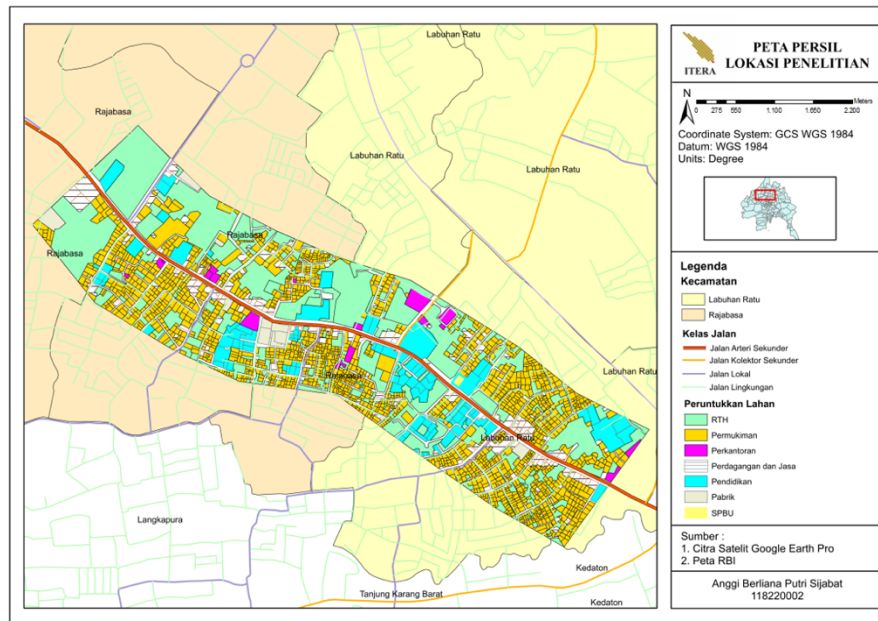 Labuhan Ratu
Rajabasa
Labuhan Ratu
Labuhan Ratu
Rajabasa
Rajabasa
Labuhan Ratu
Rajabasa
Labuhan Ratu
Langkapura
Kedaton
Tanjung Karang Barat
Kedaton
ITERA
PETA PERSIL
LOKASI PENELITIAN
N
Meters
0 275 550 1.100 1.650 2.200
Coordinate System: GCS WGS 1984
Datum: WGS 1984
Units: Degree
Legenda
Kecamatan
Labuhan Ratu
Rajabasa
Kelas Jalan
Jalan Arteri Sekunder
Jalan Kolektor Sekunder
Jalan Lokal
Jalan Lingkungan
Peruntukkan Lahan
RTH
Permukiman
Perkantoran
Perdagangan dan Jasa
Pendidikan
Pabrik
SPBU
Sumber :
1. Citra Satelit Google Earth Pro
2. Peta RBI
Anggi Berliana Putri Sijabat
118220002